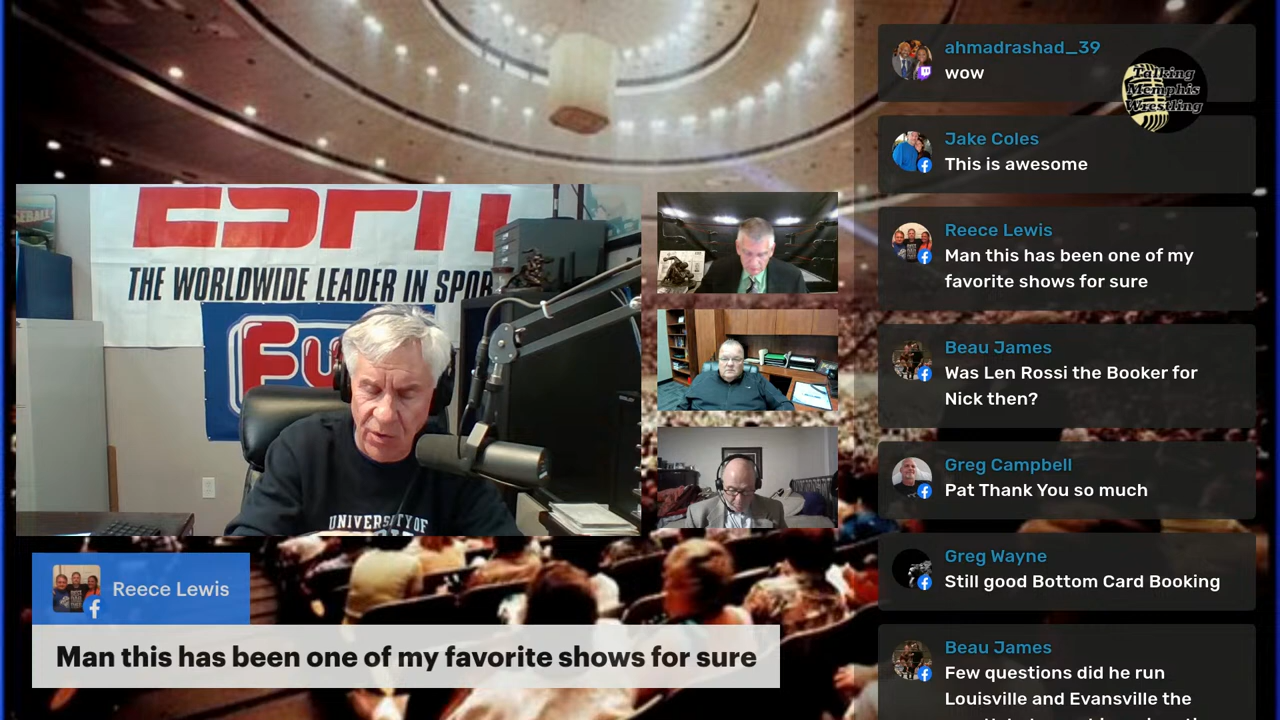 ESPN
THE WORLDWIDE LEADER IN SPOR
UNIVERSITY OF
Reece Lewis
Man this has been one of my favorite shows for sure
ahmadrashad_39
wow
Talking
Memphis
Wrestling
Jake Coles
This is awesome
Reece Lewis
Man this has been one of my
favorite shows for sure
Beau James
Was Len Rossi the Booker for
Nick then?
Greg Campbell
Pat Thank You so much
Greg Wayne
Still good Bottom Card Booking
Beau James
Few questions did he run
Louisville and Evansville the